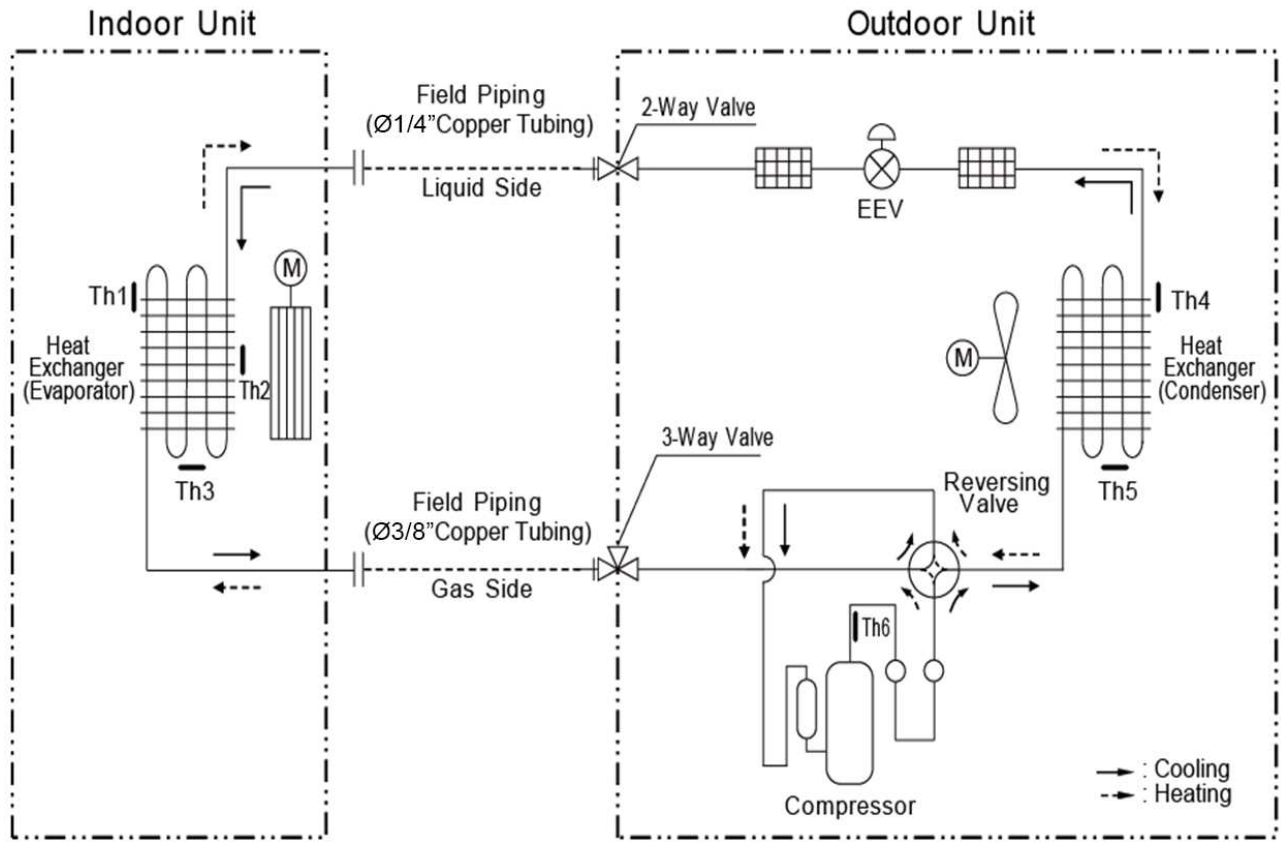 Indoor Unit
Outdoor Unit
Field Piping
(Ø1/4”Copper Tubing)
2-Way Valve
Liquid Side
EEV
M
Th1
Th4
Heat
Exchanger
(Evaporator)
Th2
M
Heat
Exchanger
(Condenser)
3-Way Valve
Th3
Th5
Field Piping
(Ø3/8”Copper Tubing)
Reversing
Valve
Gas Side
Th6
Compressor
: Cooling
: Heating